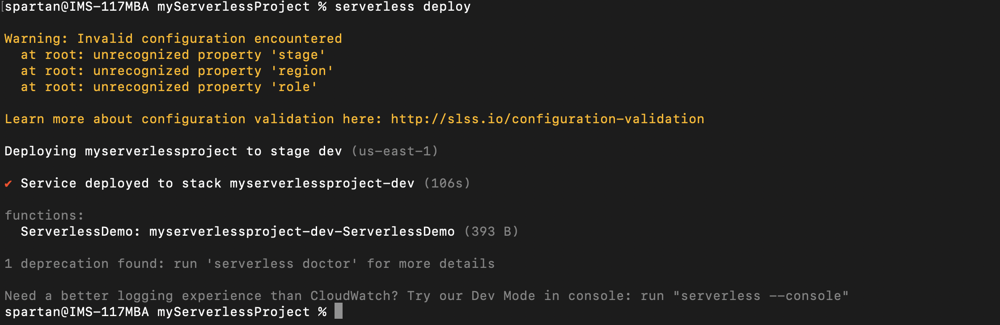 [spartan@IMS-117MBA myServerlessProject % serverless deploy
Warning: Invalid configuration encountered
at root: unrecognized property 'stage'
at root: unrecognized property 'region'
at root: unrecognized property 'role'
Learn more about configuration validation here: http://slss.io/configuration-validation
Deploying myserverlessproject to stage dev (us-east-1)
✔ Service deployed to stack myserverlessproject-dev (106s)
functions:
ServerlessDemo: myserverlessproject-dev-ServerlessDemo (393 B)
1 deprecation found: run 'serverless doctor' for more details
Need a better logging experience than CloudWatch? Try our Dev Mode in console: run "serverless --console"
spartan@IMS-117MBA myServerlessProject %